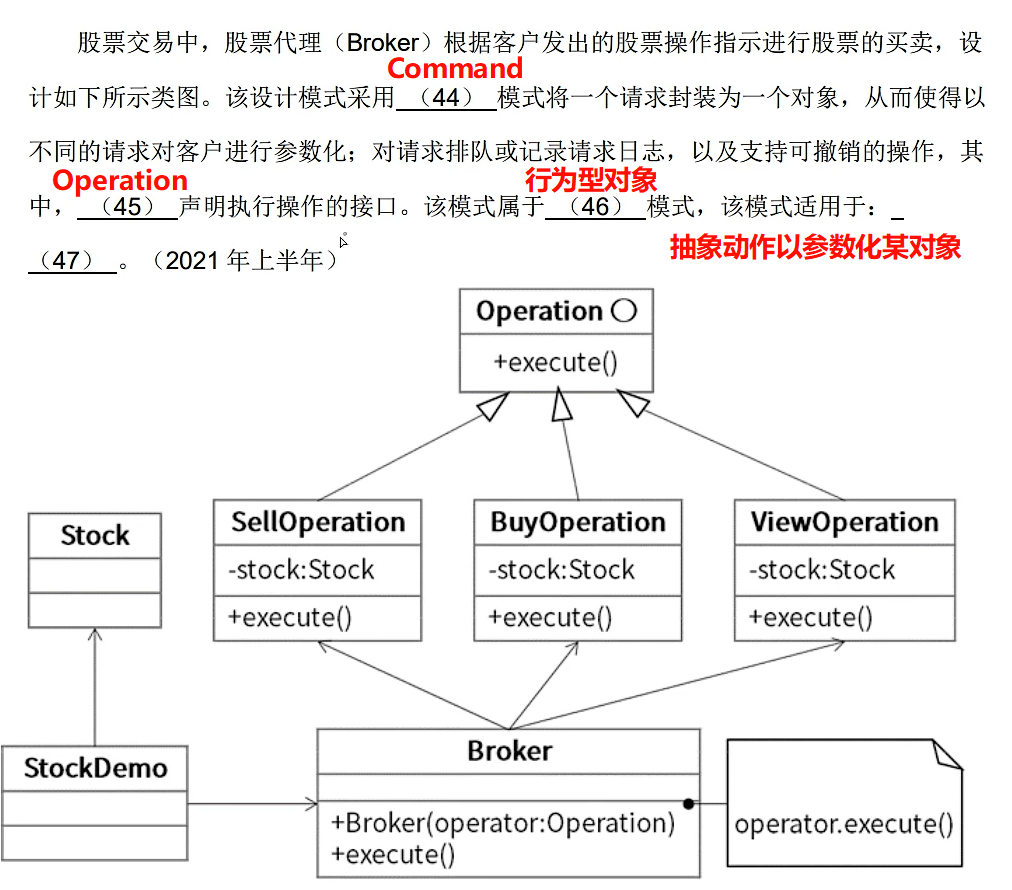 股票交易中，股票代理（Broker）根据客户发出的股票操作指示进行股票的买卖，设
Command
计如下所示类图。该设计模式采用 （44） 模式将一个请求封装为一个对象，从而使得以
不同的请求对客户进行参数化；对请求排队或记录请求日志，以及支持可撤销的操作，其
Operation 行为型对象
中， （45） 声明执行操作的接口。该模式属于 （46） 模式，该模式适用于：
抽象动作以参数化某对象
（47） 。（2021 年上半年）
Operation
+execute()
Stock
SellOperation
-stock:Stock
+execute()
BuyOperation
-stock:Stock
+execute()
ViewOperation
-stock:Stock
+execute()
StockDemo
Broker
+Broker(operator:Operation)
+execute()
operator.execute()